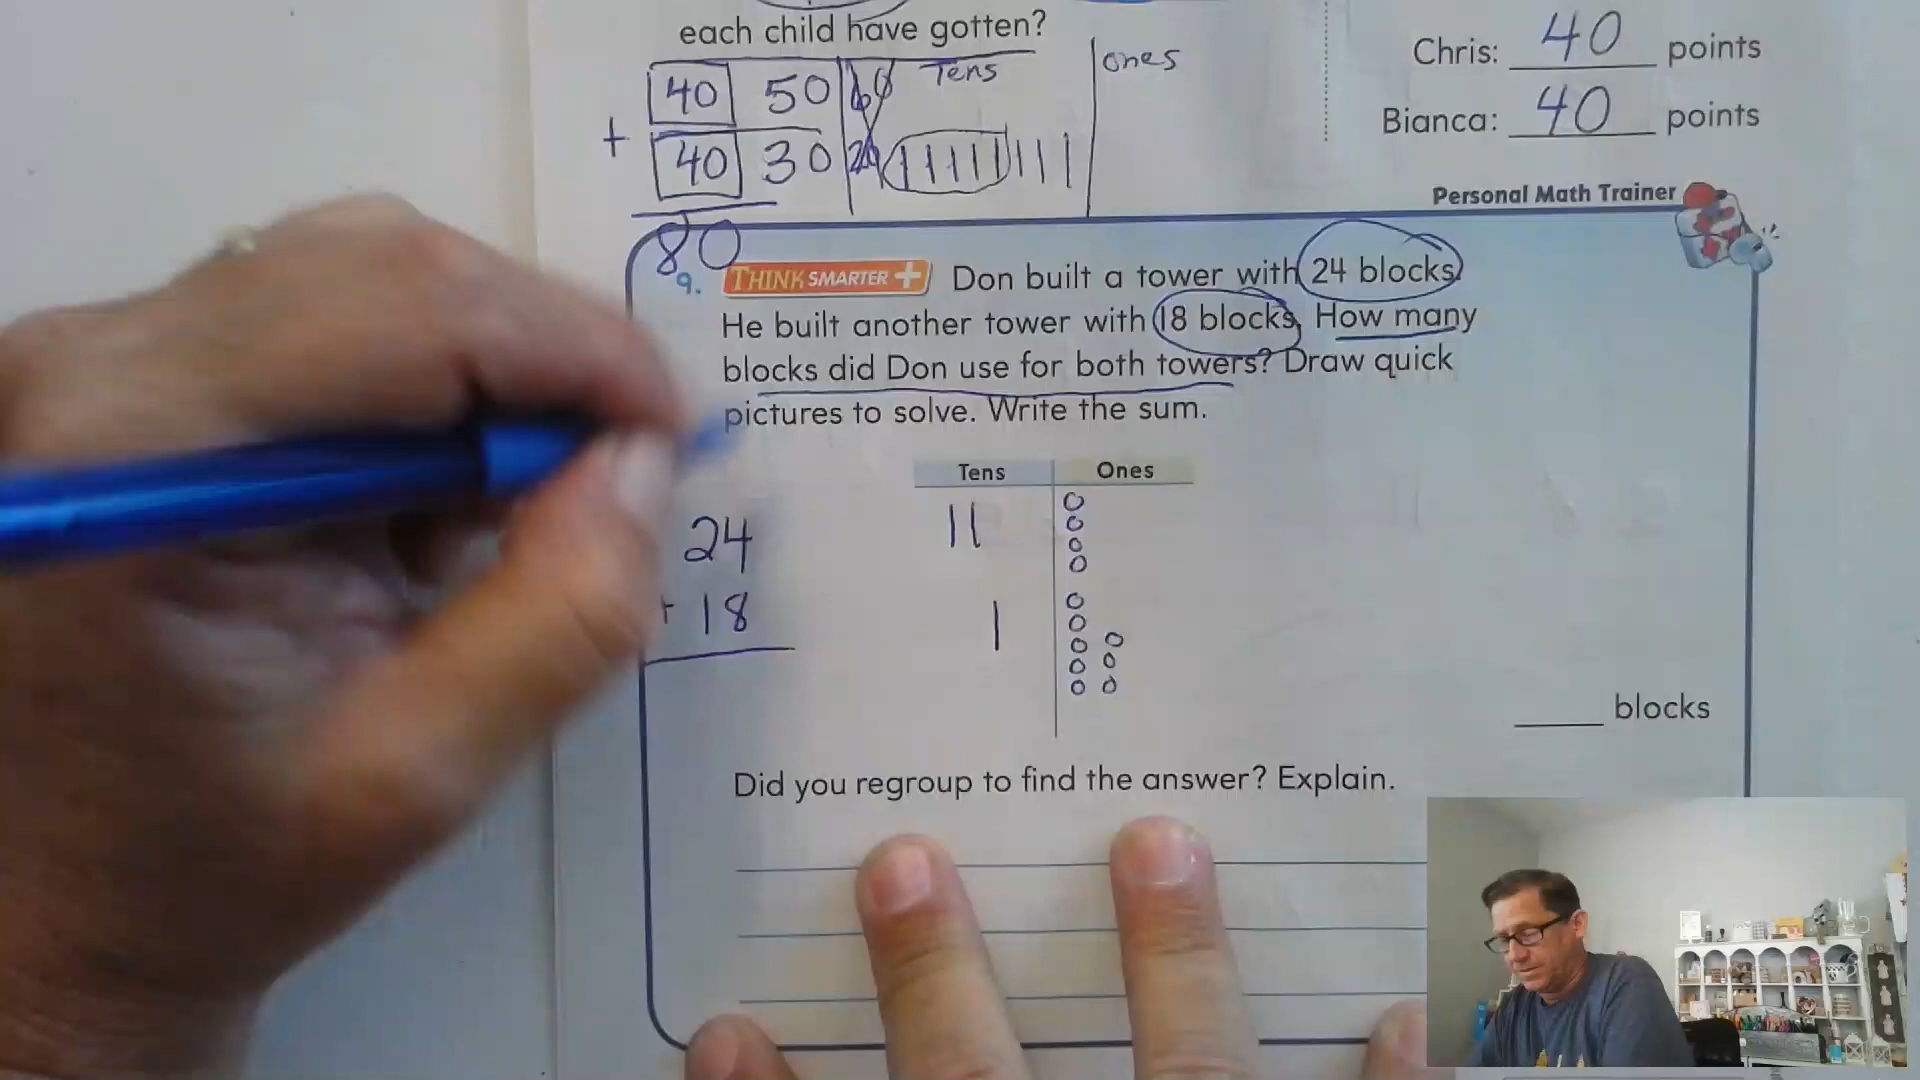 each child have gotten?
40 50 60 Tens ones
+ 40 30 20
80
Chris: 40 points
Bianca: 40 points
Personal Math Trainer
9. THINK SMARTER + Don built a tower with 24 blocks.
He built another tower with 18 blocks. How many
blocks did Don use for both towers? Draw quick
pictures to solve. Write the sum.
Tens Ones
24
+ 18
____ blocks
Did you regroup to find the answer? Explain.